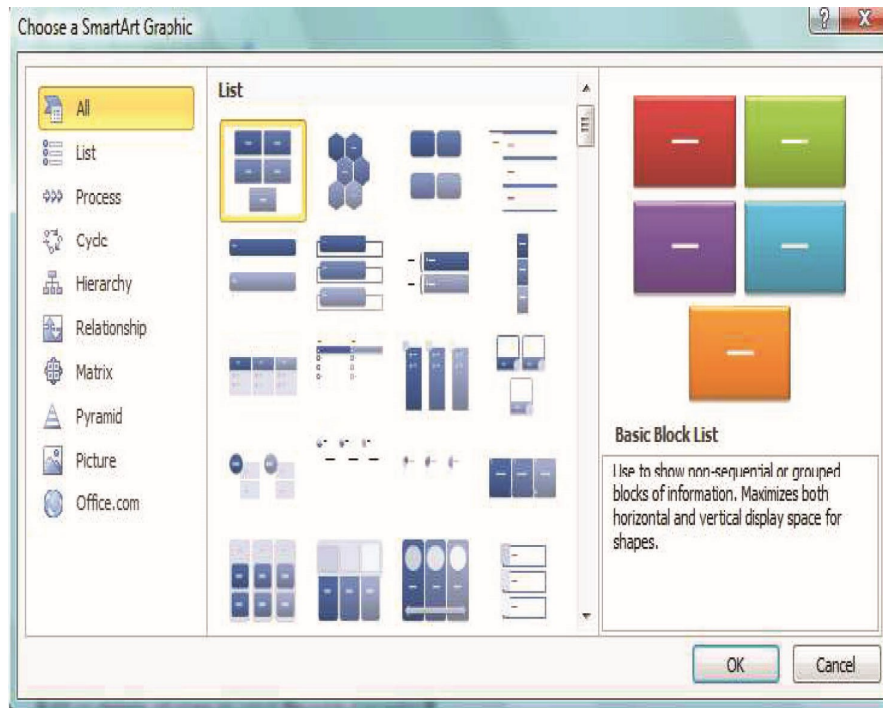 Choose a SmartArt Graphic
All
List
Process
Cycle
Hierarchy
Relationship
Matrix
Pyramid
Picture
Office.com
List
Basic Block List
Use to show non-sequential or grouped
blocks of information. Maximizes both
horizontal and vertical display space for
shapes.
OK
Cancel